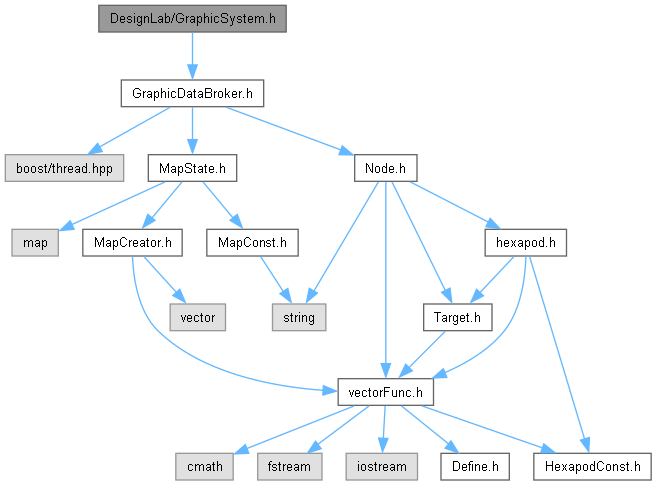 DesignLab/GraphicSystem.h
GraphicDataBroker.h
boost/thread.hpp
MapState.h
Node.h
map
MapCreator.h
MapConst.h
hexapod.h
vector
string
Target.h
vectorFunc.h
cmath
fstream
iostream
Define.h
HexapodConst.h